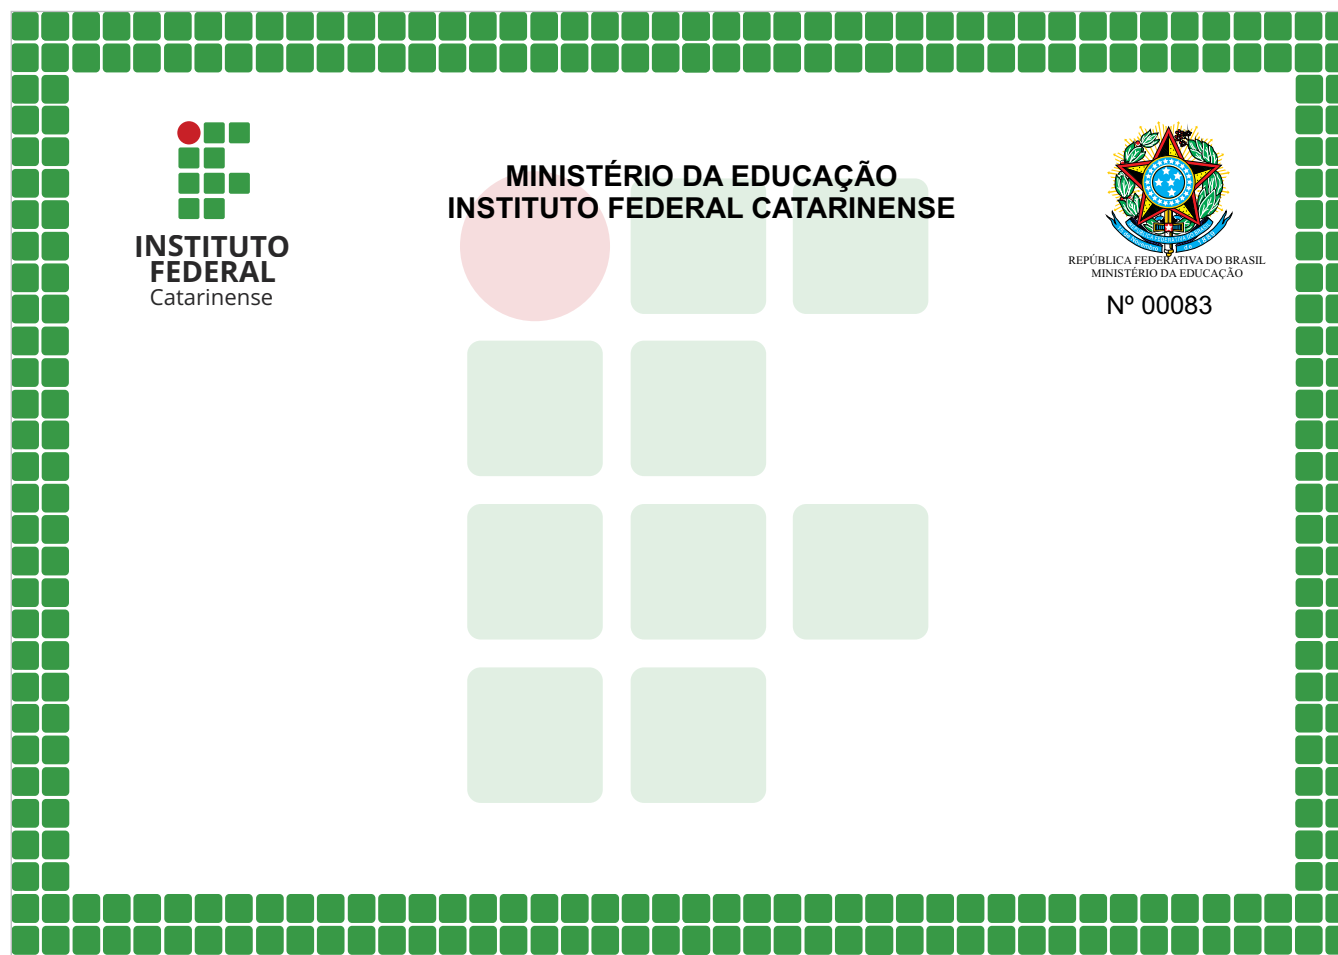 MINISTÉRIO DA EDUCAÇÃO
INSTITUTO FEDERAL CATARINENSE
INSTITUTO
FEDERAL
Catarinense
REPÚBLICA FEDERATIVA DO BRASIL
MINISTÉRIO DA EDUCAÇÃO
Nº 00083